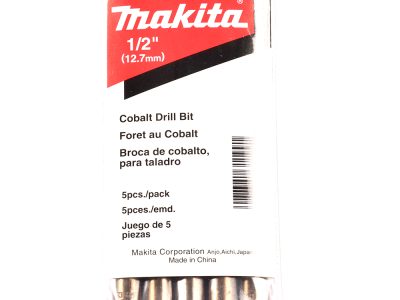 makita®
1/2"
(12.7mm)
Cobalt Drill Bit
Foret au Cobalt
Broca de cobalto,
para taladro
5pcs./pack
5pces./emd.
Juego de 5
piezas
Makita Corporation Anjo,Aichi,Japan
Made in China